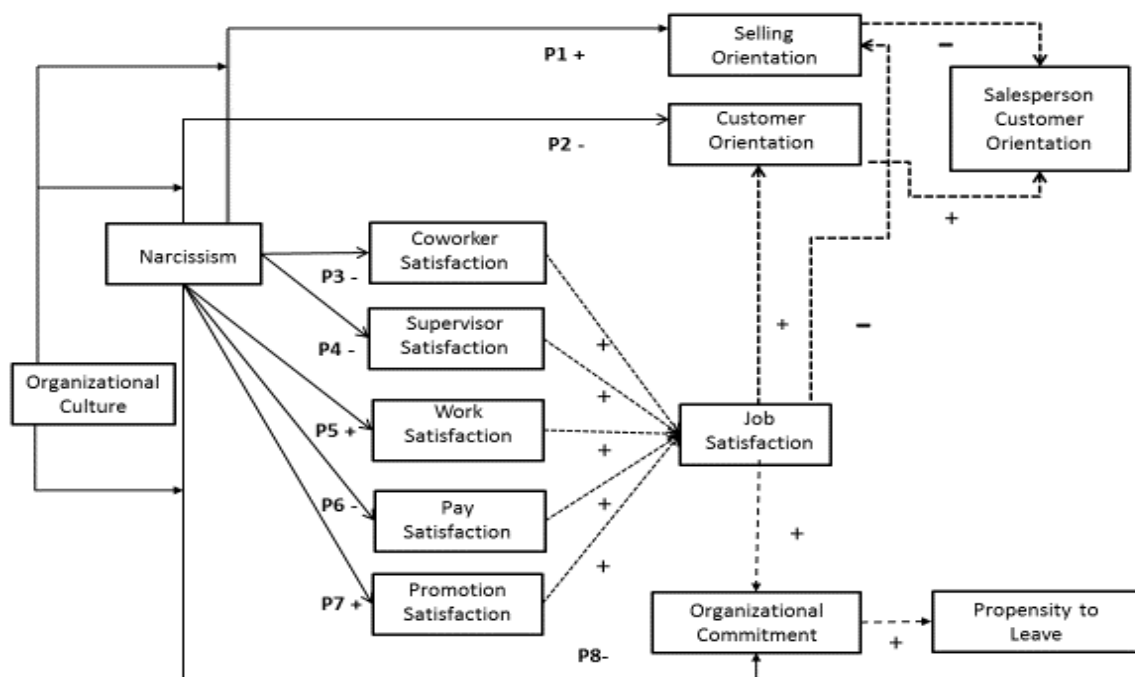 Selling
Orientation
P1 +
−
Salesperson
Customer
Orientation
Customer
Orientation
P2 -
+
Narcissism
Coworker
Satisfaction
P3 -
Supervisor
Satisfaction
P4 -
+
−
+
Organizational
Culture
+
Work
Satisfaction
P5 +
+
Job
Satisfaction
Pay
Satisfaction
P6 -
+
+
+
Promotion
Satisfaction
P7 +
Organizational
Commitment
+
Propensity to
Leave
P8-